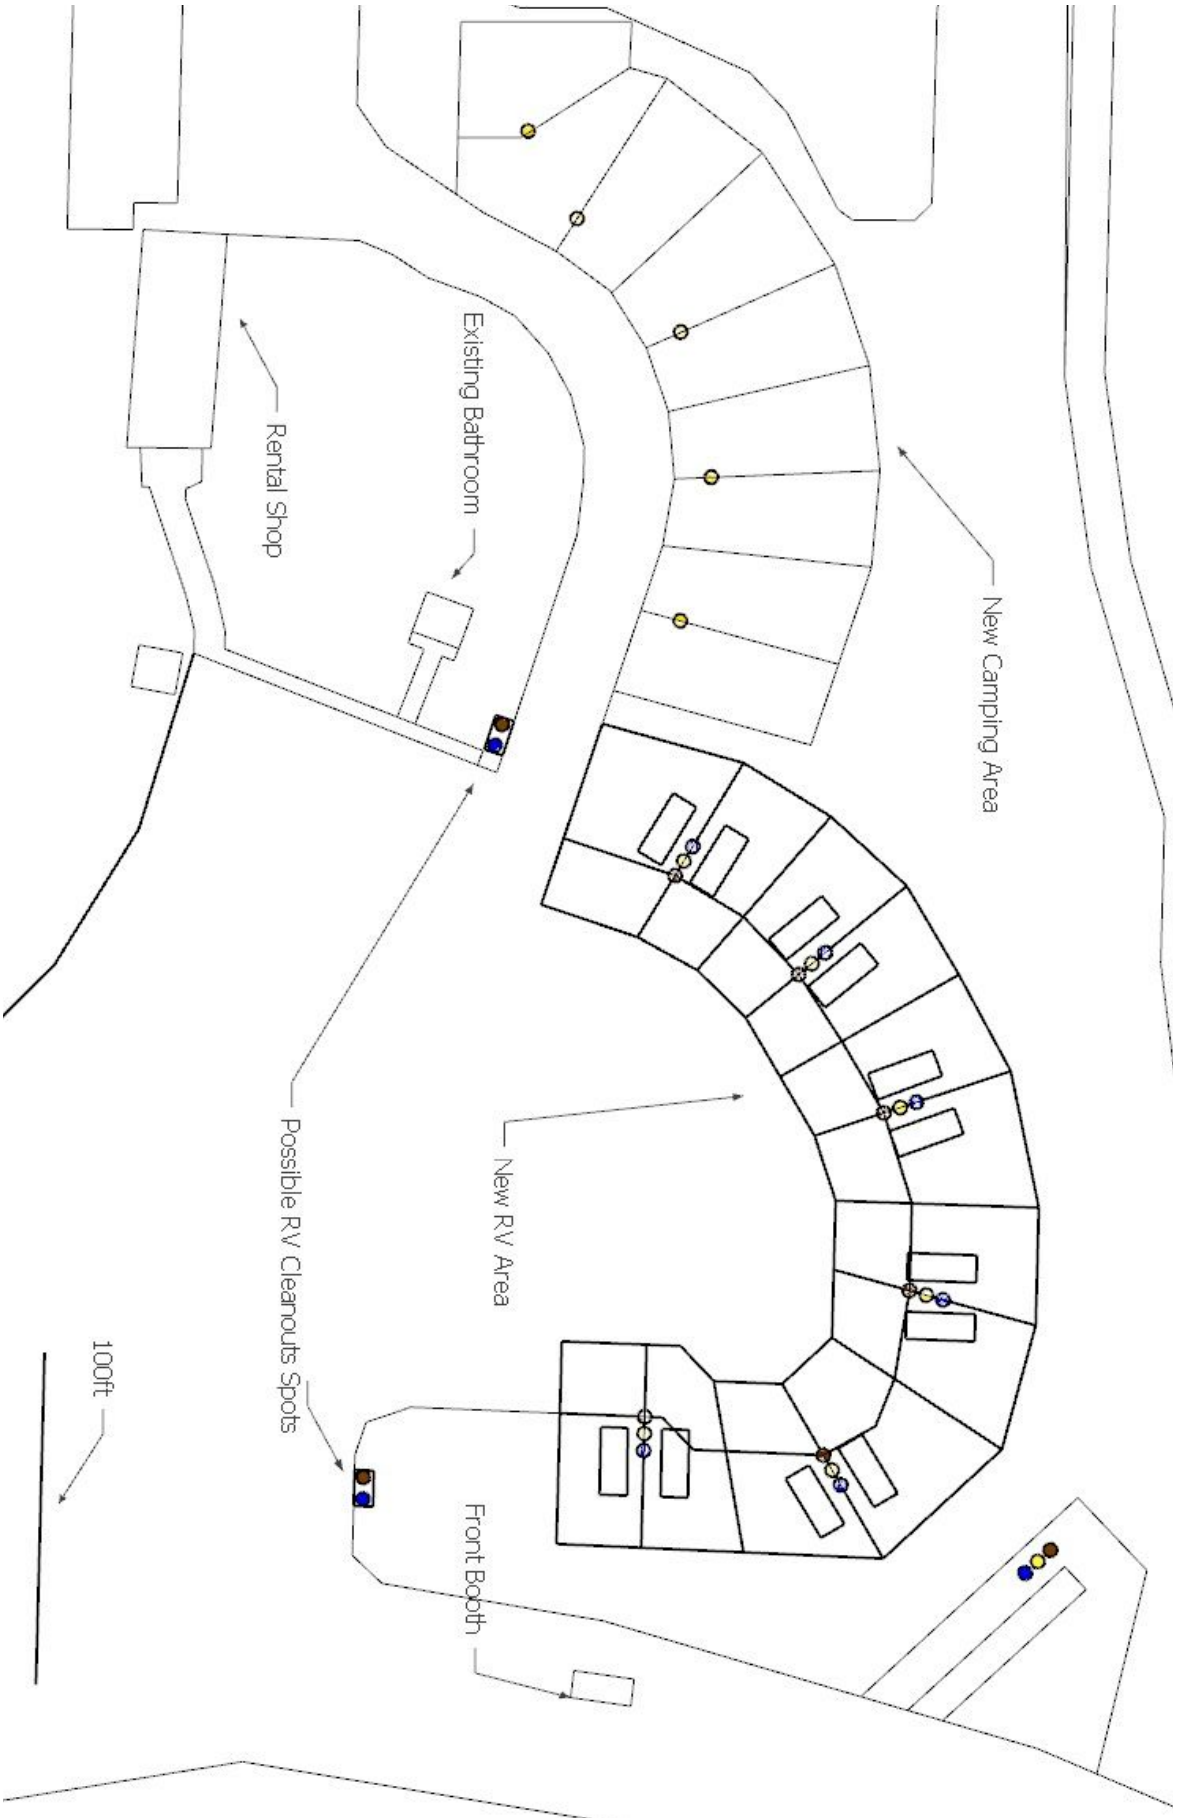 New Camping Area
Existing Bathroom
Rental Shop
New RV Area
Possible RV Cleanouts Spots
Front Booth
100ft